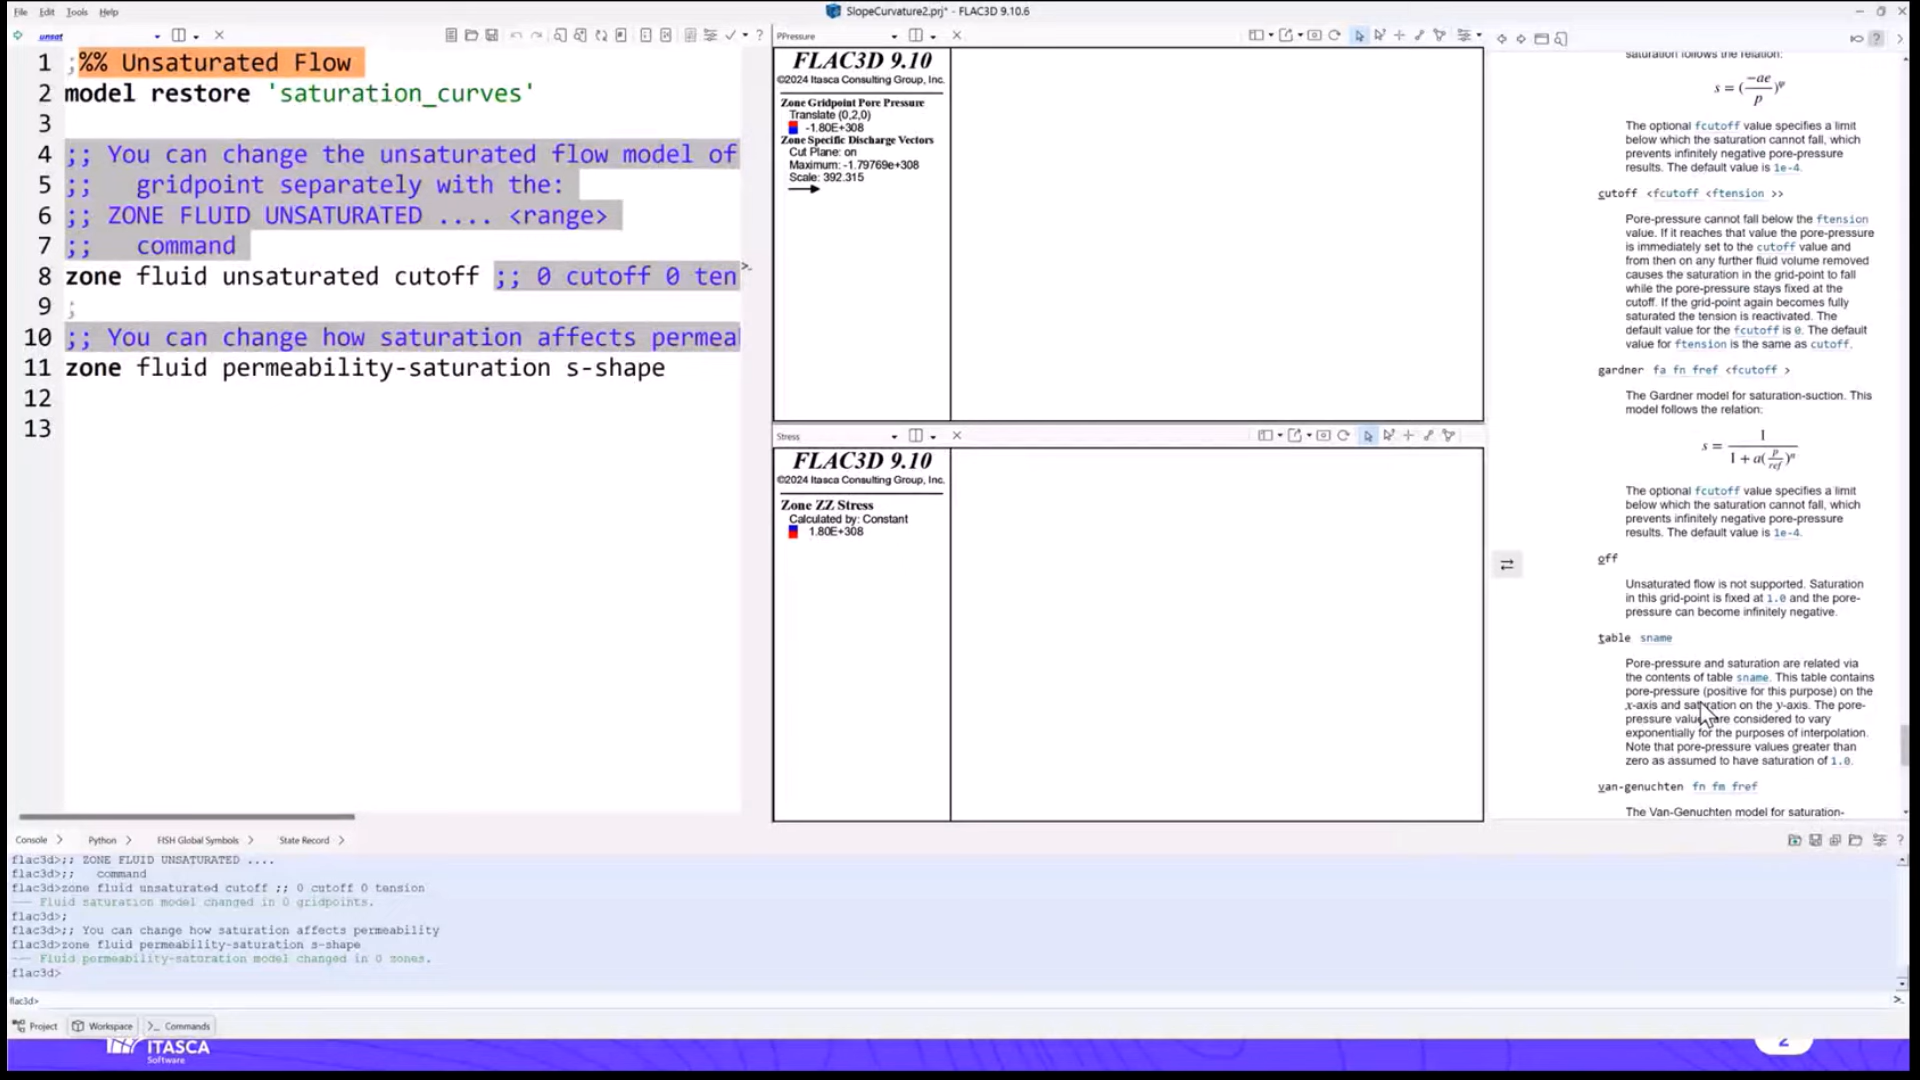 File Edit Tools Help
SlopeCurvature2.prj* - FLAC3D 9.10.6
unsat
1 ;%% Unsaturated Flow
2 model restore 'saturation_curves'
3
4 ;; You can change the unsaturated flow model of
5 ;;   gridpoint separately with the:
6 ;; ZONE FLUID UNSATURATED .... <range>
7 ;;   command
8 zone fluid unsaturated cutoff ;; 0 cutoff 0 ten
9 ;
10 ;; You can change how saturation affects permea
11 zone fluid permeability-saturation s-shape
12
13
PPressure
FLAC3D 9.10
©2024 Itasca Consulting Group, Inc.
Zone Gridpoint Pore Pressure
Translate (0,2,0)
-1.80E+308
Zone Specific Discharge Vectors
Cut Plane: on
Maximum: -1.79769e+308
Scale: 392.315
Stress
FLAC3D 9.10
©2024 Itasca Consulting Group, Inc.
Zone ZZ Stress
Calculated by: Constant
1.80E+308
saturation follows the relation:
s = (-ae/p)^φ
The optional fcutoff value specifies a limit
below which the saturation cannot fall, which
prevents infinitely negative pore-pressure
results. The default value is 1e-4.
cutoff <fcutoff <ftension >>
Pore-pressure cannot fall below the ftension
value. If it reaches that value the pore-pressure
is immediately set to the cutoff value and
from then on any further fluid volume removed
causes the saturation in the grid-point to fall
while the pore-pressure stays fixed at the
cutoff. If the grid-point again becomes fully
saturated the tension is reactivated. The
default value for the fcutoff is 0. The default
value for ftension is the same as cutoff.
gardner fa fn fref <fcutoff >
The Gardner model for saturation-suction. This
model follows the relation:
s = 1 / (1 + a(p/ref)^n)
The optional fcutoff value specifies a limit
below which the saturation cannot fall, which
prevents infinitely negative pore-pressure
results. The default value is 1e-4.
off
Unsaturated flow is not supported. Saturation
in this grid-point is fixed at 1.0 and the pore-
pressure can become infinitely negative.
table sname
Pore-pressure and saturation are related via
the contents of table sname. This table contains
pore-pressure (positive for this purpose) on the
x-axis and saturation on the y-axis. The pore-
pressure values are considered to vary
exponentially for the purposes of interpolation.
Note that pore-pressure values greater than
zero as assumed to have saturation of 1.0.
van-genuchten fn fm fref
The Van-Genuchten model for saturation-
Console Python FISH Global Symbols State Record
flac3d>;; ZONE FLUID UNSATURATED ....
flac3d>;;   command
flac3d>zone fluid unsaturated cutoff ;; 0 cutoff 0 tension
--- Fluid saturation model changed in 0 gridpoints.
flac3d>;
flac3d>;; You can change how saturation affects permeability
flac3d>zone fluid permeability-saturation s-shape
--- Fluid permeability-saturation model changed in 0 zones.
flac3d>
flac3d>
Project Workspace Commands
ITASCA
Software
2